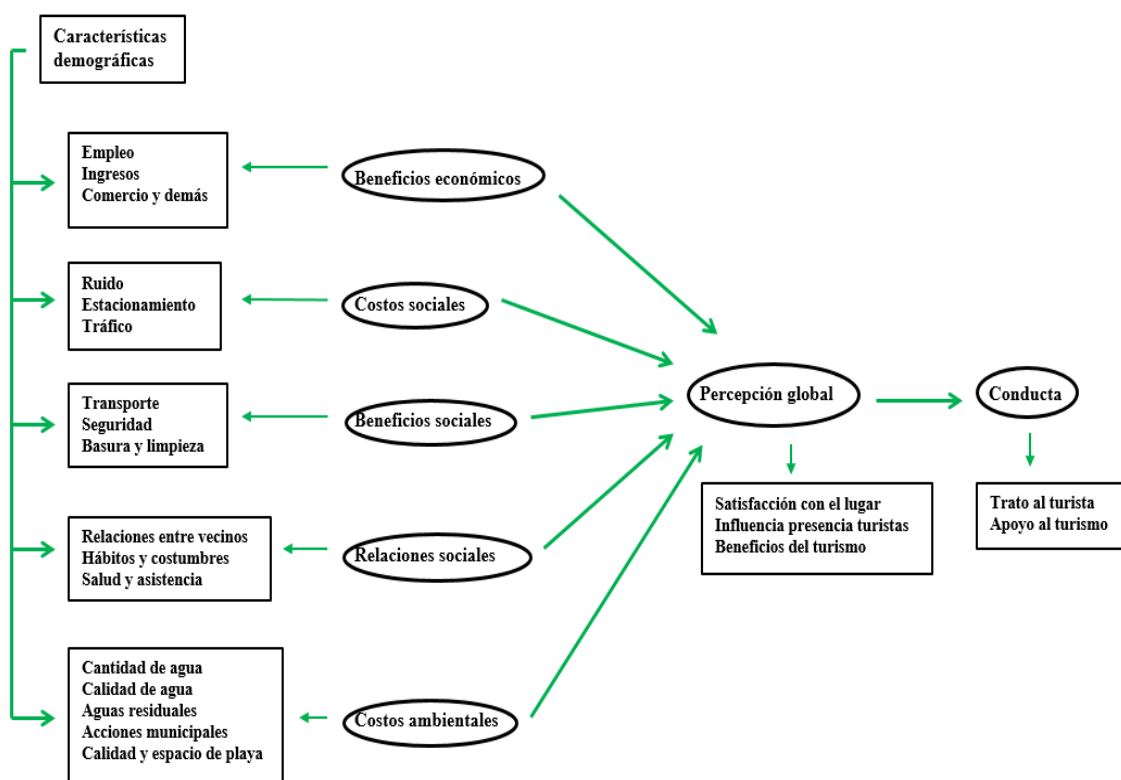 Características
demográficas
Empleo
Ingresos
Comercio y demás
Beneficios económicos
Ruido
Estacionamiento
Tráfico
Costos sociales
Percepción global
Conducta
Transporte
Seguridad
Basura y limpieza
Beneficios sociales
Satisfacción con el lugar
Influencia presencia turistas
Beneficios del turismo
Trato al turista
Apoyo al turismo
Relaciones entre vecinos
Hábitos y costumbres
Salud y asistencia
Relaciones sociales
Cantidad de agua
Calidad de agua
Aguas residuales
Acciones municipales
Calidad y espacio de playa
Costos ambientales